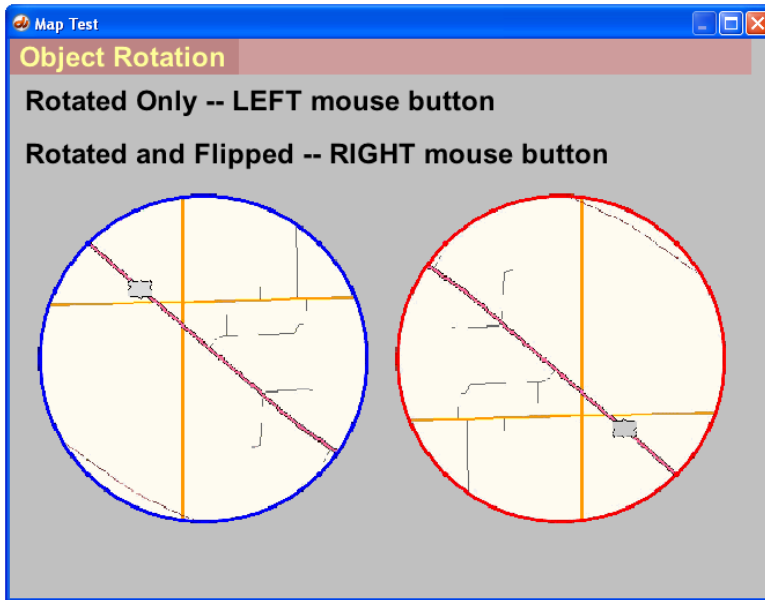 Map Test
Object Rotation
Rotated Only -- LEFT mouse button
Rotated and Flipped -- RIGHT mouse button